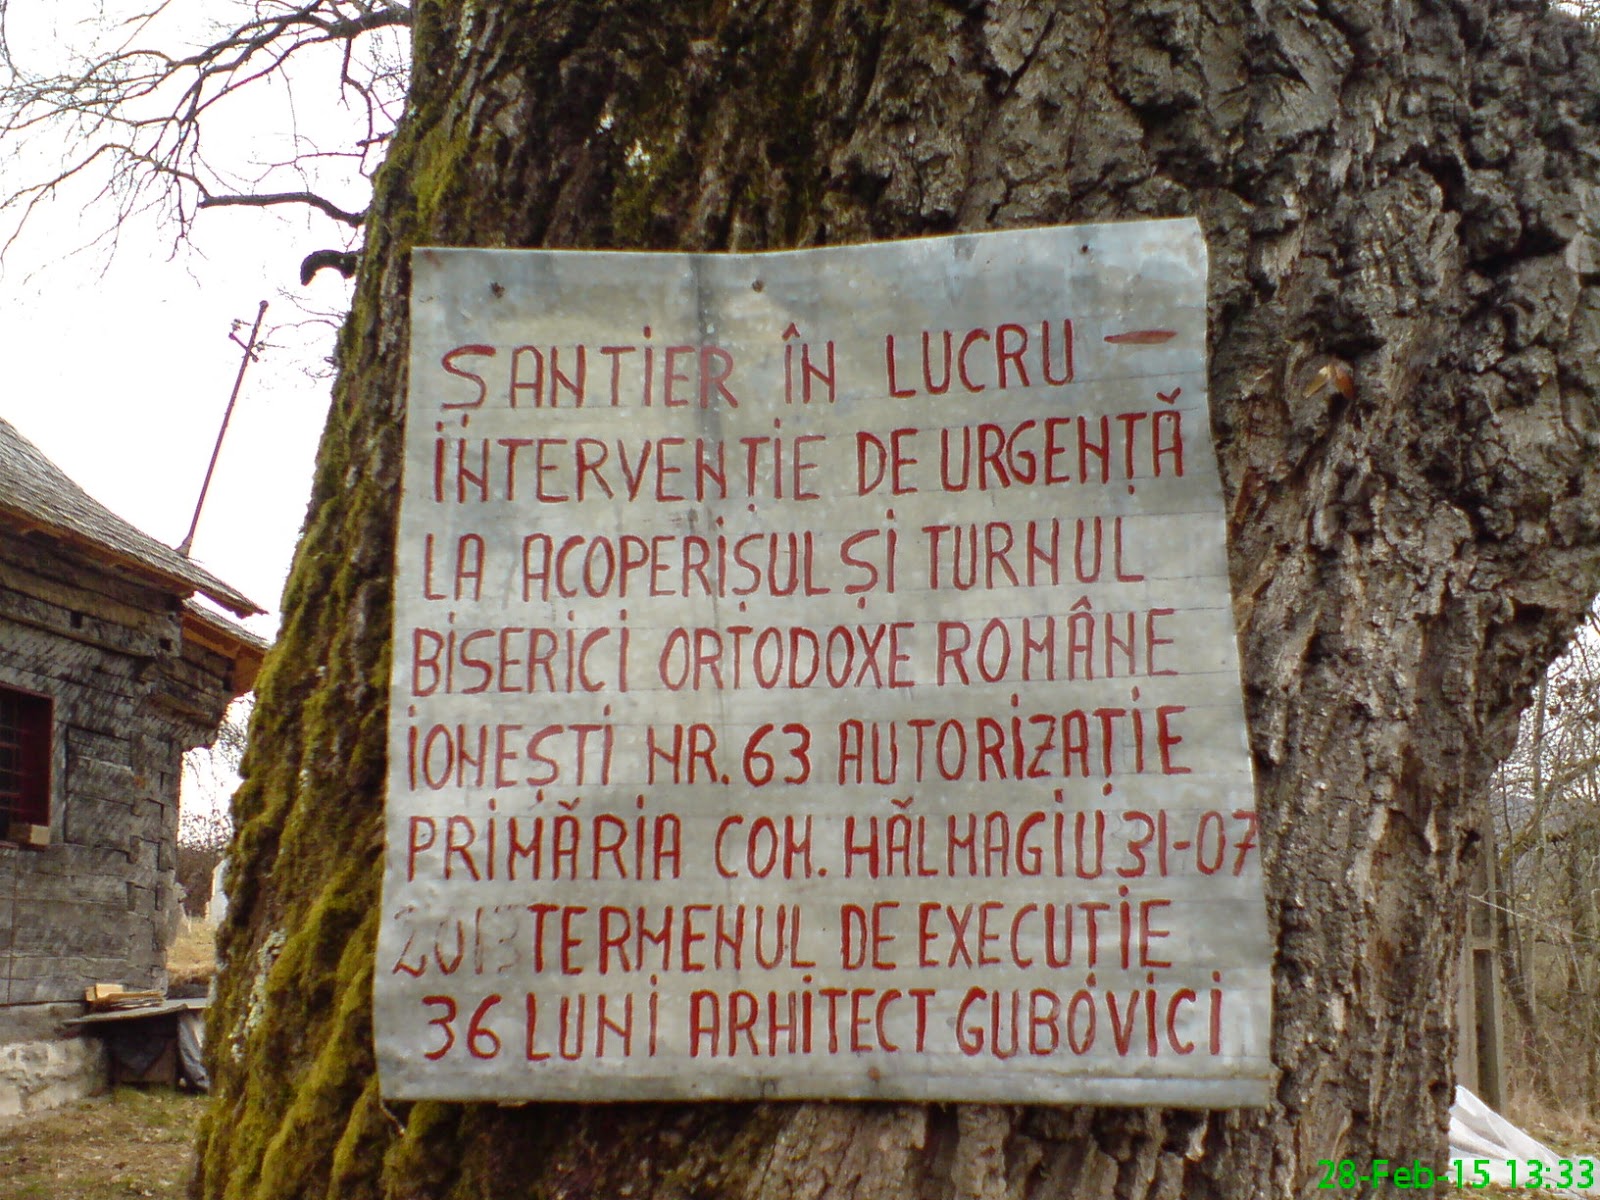 ȘANTIER ÎN LUCRU —
INTERVENȚIE DE URGENȚĂ
LA ACOPERIȘUL ȘI TURNUL
BISERICI ORTODOXE ROMÂNE
IONEȘTI NR. 63 AUTORIZAȚIE
PRIMĂRIA COM. HĂLMAGIU 31-07
2013 TERMENUL DE EXECUȚIE
36 LUNI ARHITECT GUBOVICI
28-Feb-15 13:33